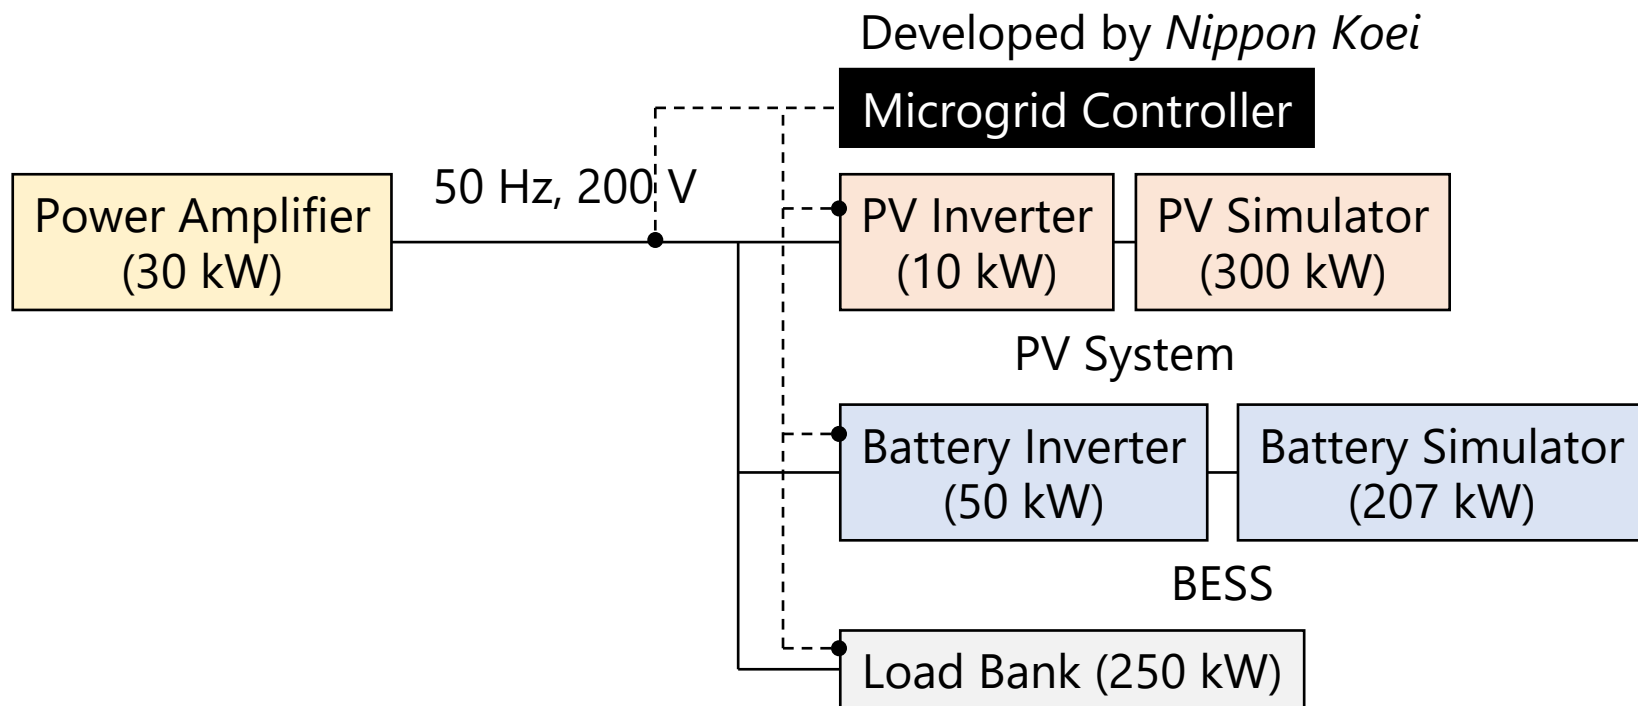 Developed by Nippon Koei
Microgrid Controller
50 Hz, 200 V
Power Amplifier
(30 kW)
PV Inverter
(10 kW)
PV Simulator
(300 kW)
PV System
Battery Inverter
(50 kW)
Battery Simulator
(207 kW)
BESS
Load Bank (250 kW)